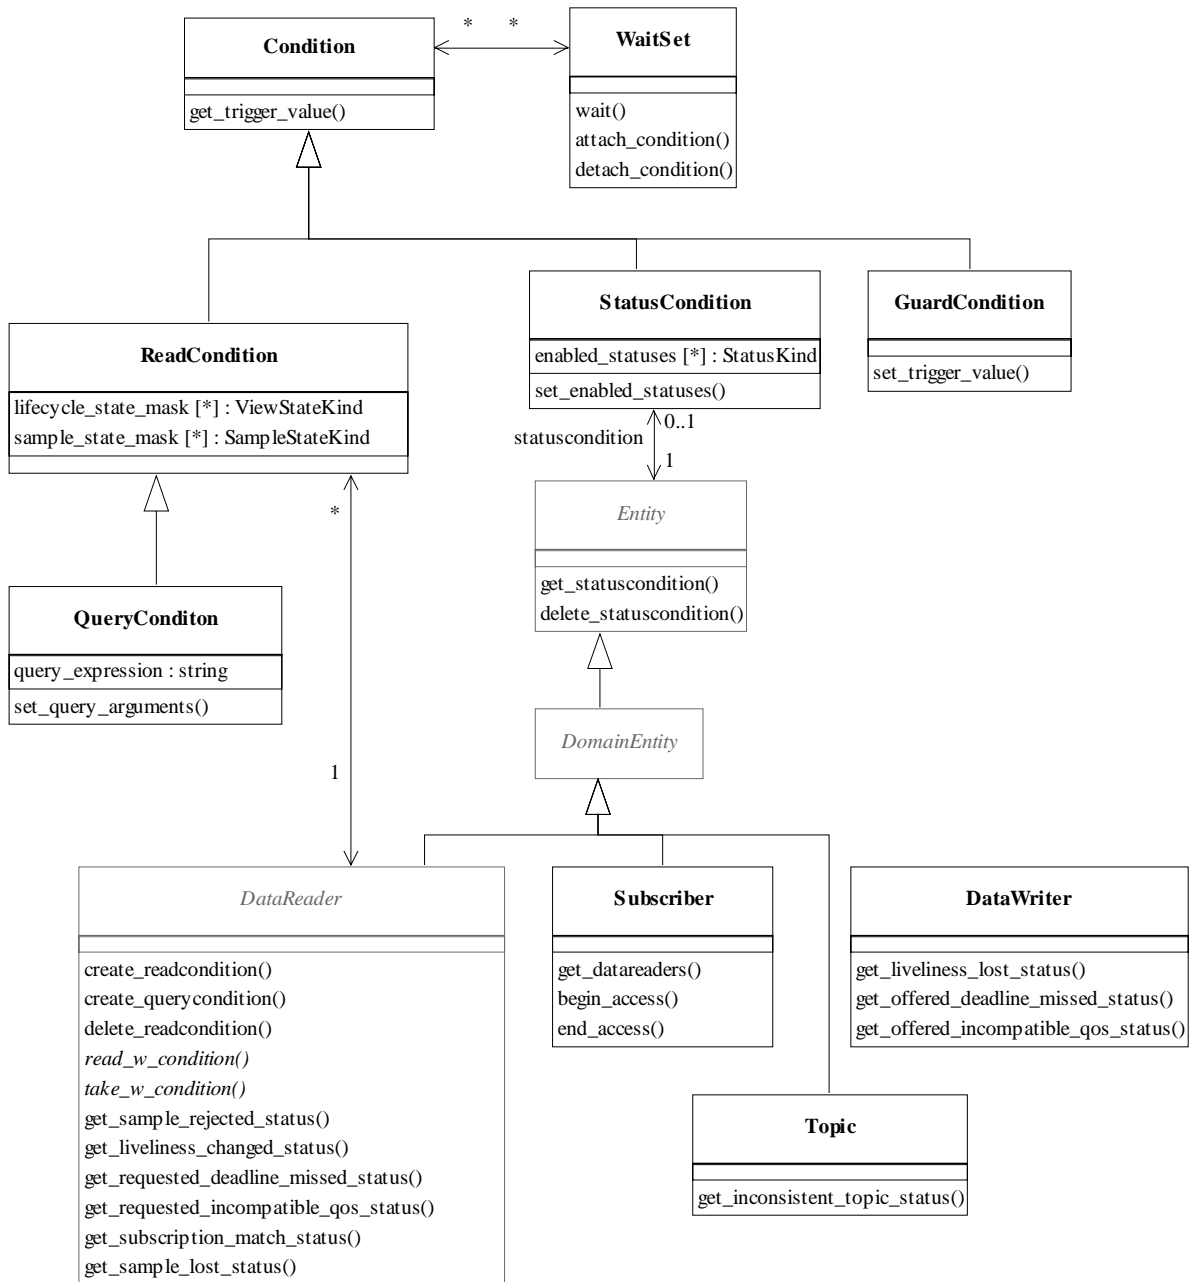 Condition
get_trigger_value()
* *
WaitSet
wait()
attach_condition()
detach_condition()
ReadCondition
lifecycle_state_mask [*] : ViewStateKind
sample_state_mask [*] : SampleStateKind
StatusCondition
enabled_statuses [*] : StatusKind
set_enabled_statuses()
GuardCondition
set_trigger_value()
statuscondition
0..1
1
*
1
Entity
get_statuscondition()
delete_statuscondition()
QueryConditon
query_expression : string
set_query_arguments()
DomainEntity
DataReader
create_readcondition()
create_querycondition()
delete_readcondition()
read_w_condition()
take_w_condition()
get_sample_rejected_status()
get_liveliness_changed_status()
get_requested_deadline_missed_status()
get_requested_incompatible_qos_status()
get_subscription_match_status()
get_sample_lost_status()
Subscriber
get_datareaders()
begin_access()
end_access()
DataWriter
get_liveliness_lost_status()
get_offered_deadline_missed_status()
get_offered_incompatible_qos_status()
Topic
get_inconsistent_topic_status()